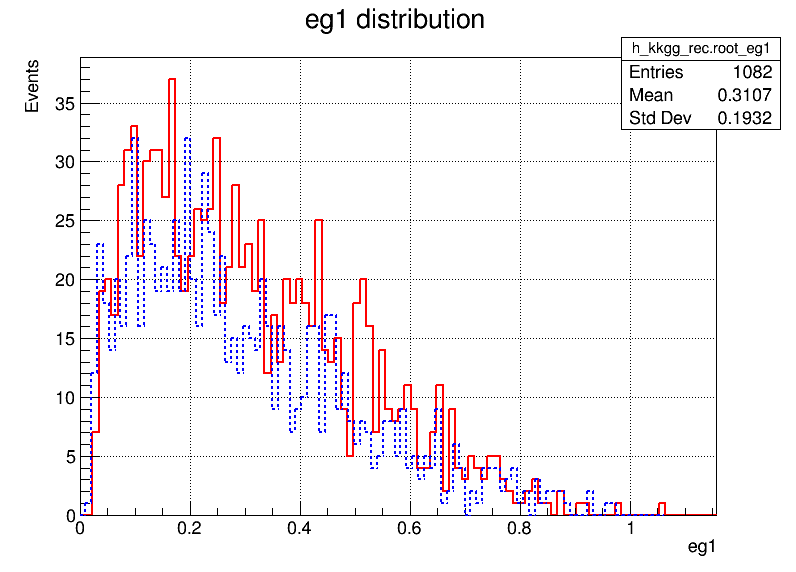 eg1 distribution
h_kkgg_rec.root_eg1
Entries 1082
Mean 0.3107
Std Dev 0.1932
Events
35
30
25
20
15
10
5
0
0 0.2 0.4 0.6 0.8 1
eg1